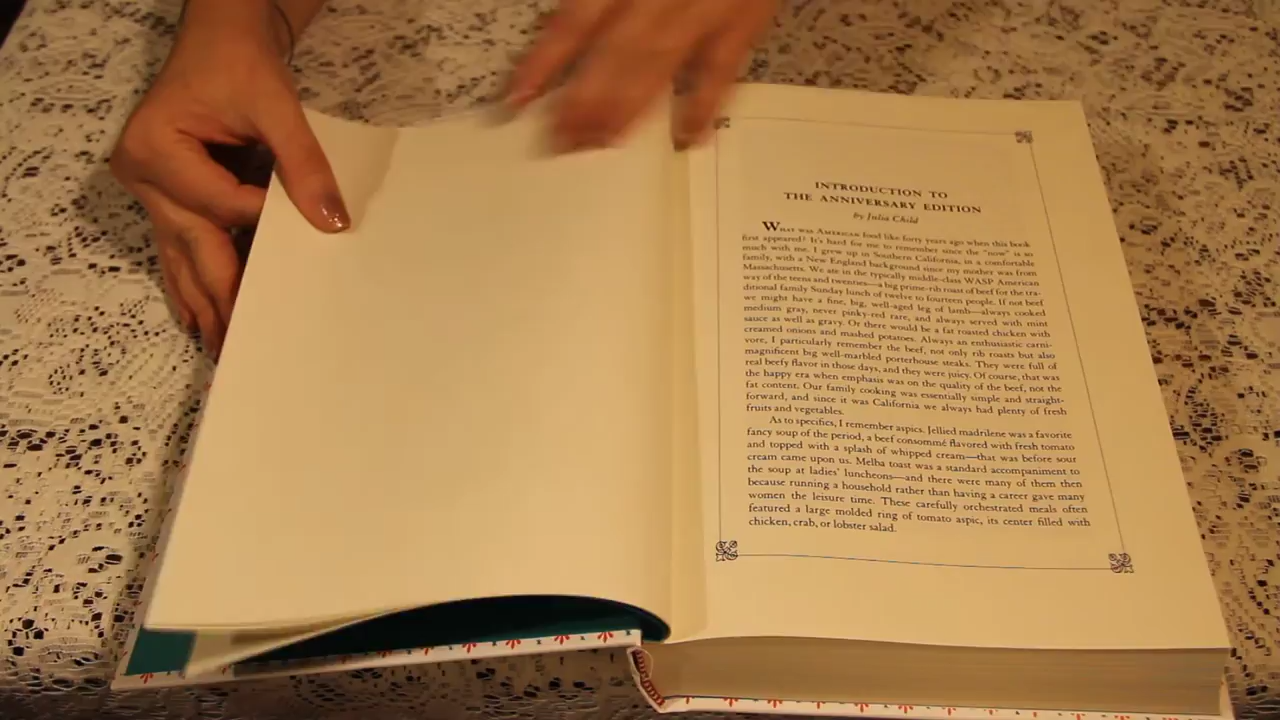 INTRODUCTION TO
THE ANNIVERSARY EDITION
by Julia Child
WHAT WAS AMERICAN food like forty years ago when this book
first appeared? It's hard for me to remember since the "now" is so
much with me. I grew up in Southern California, in a comfortable
family, with a New England background since my mother was from
Massachusetts. We ate in the typically middle-class WASP American
way of the teens and twenties—a big prime-rib roast of beef for the tra-
ditional family Sunday lunch of twelve to fourteen people. If not beef
we might have a fine, big, well-aged leg of lamb—always cooked
medium gray, never pinky-red rare, and always served with mint
sauce as well as gravy. Or there would be a fat roasted chicken with
creamed onions and mashed potatoes. Always an enthusiastic carni-
vore, I particularly remember the beef, not only rib roasts but also
magnificent big well-marbled porterhouse steaks. They were full of
real beefy flavor in those days, and they were juicy. Of course, that was
the happy era when emphasis was on the quality of the beef, not the
fat content. Our family cooking was essentially simple and straight-
forward, and since it was California we always had plenty of fresh
fruits and vegetables.
As to specifics, I remember aspics. Jellied madrilene was a favorite
fancy soup of the period, a beef consommé flavored with fresh tomato
and topped with a splash of whipped cream—that was before sour
cream came upon us. Melba toast was a standard accompaniment to
the soup at ladies' luncheons—and there were many of them then
because running a household rather than having a career gave many
women the leisure time. These carefully orchestrated meals often
featured a large molded ring of tomato aspic, its center filled with
chicken, crab, or lobster salad.